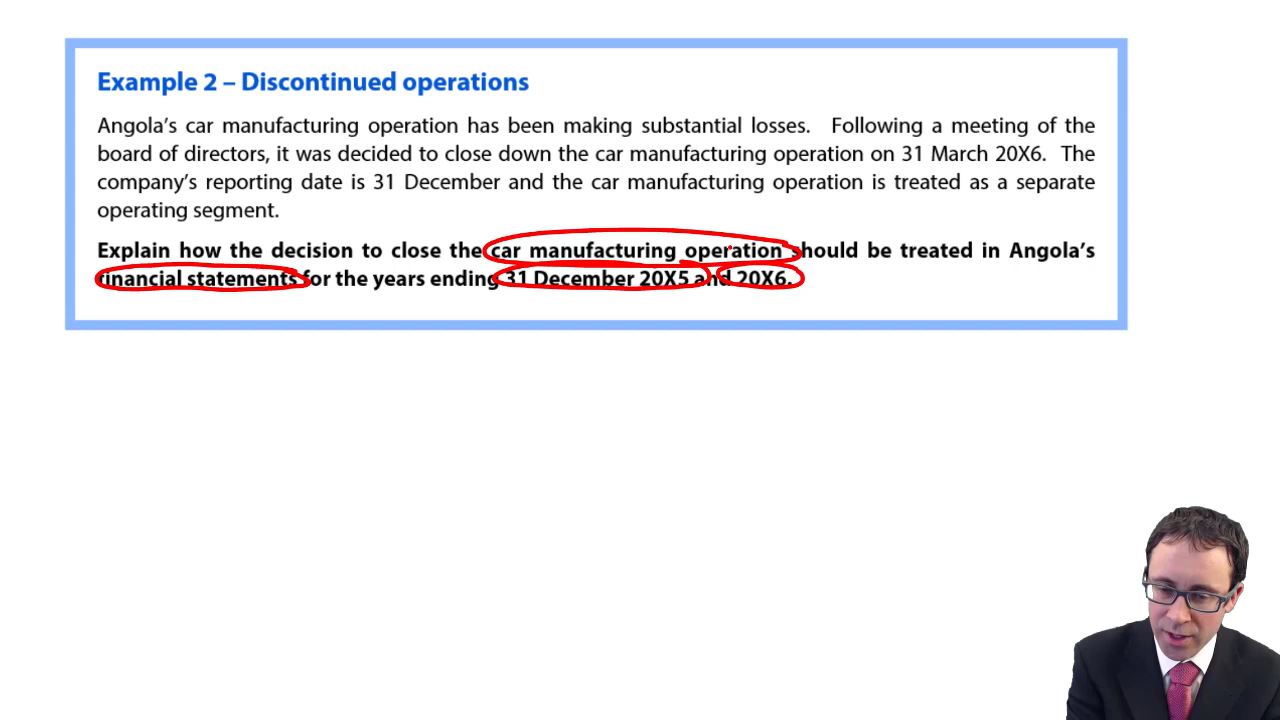 Example 2 – Discontinued operations
Angola's car manufacturing operation has been making substantial losses. Following a meeting of the
board of directors, it was decided to close down the car manufacturing operation on 31 March 20X6. The
company's reporting date is 31 December and the car manufacturing operation is treated as a separate
operating segment.
Explain how the decision to close the car manufacturing operation should be treated in Angola's
financial statements for the years ending 31 December 20X5 and 20X6.